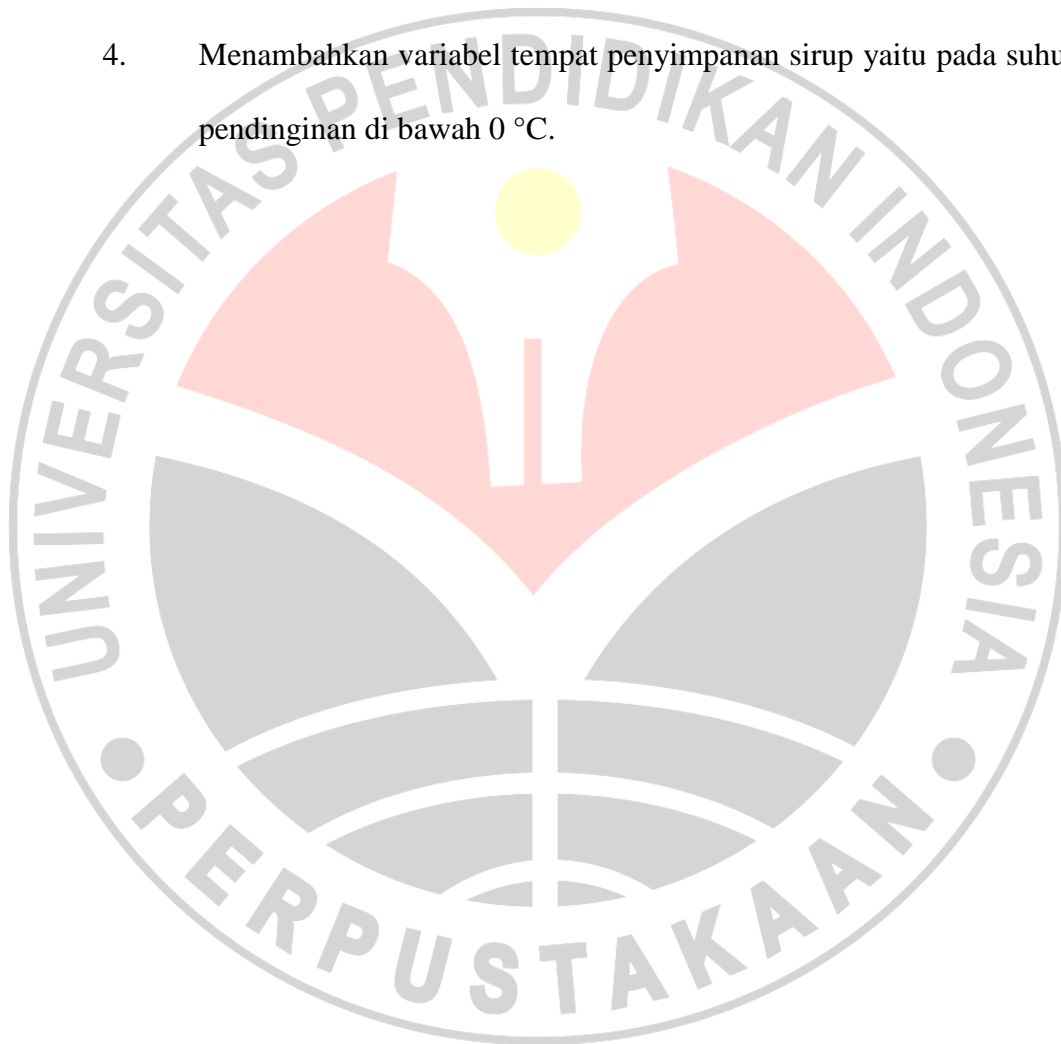 4. Menambahkan variabel tempat penyimpanan sirup yaitu pada suhu
pendinginan di bawah 0 °C.
UNIVERSITAS PENDIDIKAN INDONESIA
PERPUSTAKAAN